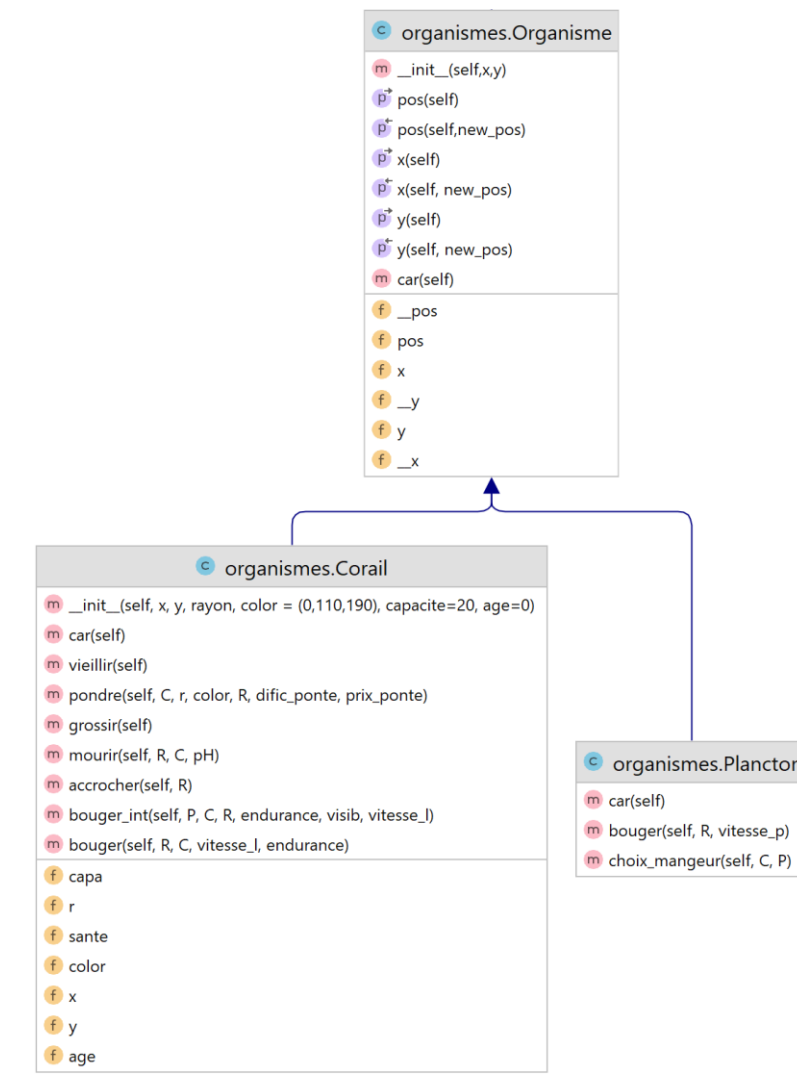 organismes.Organisme
__init__(self,x,y)
pos(self)
pos(self,new_pos)
x(self)
x(self, new_pos)
y(self)
y(self, new_pos)
car(self)
__pos
pos
x
__y
y
__x
organismes.Corail
__init__(self, x, y, rayon, color = (0,110,190), capacite=20, age=0)
car(self)
vieillir(self)
pondre(self, C, r, color, R, dific_ponte, prix_ponte)
grossir(self)
mourir(self, R, C, pH)
accrocher(self, R)
bouger_int(self, P, C, R, endurance, visib, vitesse_l)
bouger(self, R, C, vitesse_l, endurance)
capa
r
sante
color
x
y
age
organismes.Plancton
car(self)
bouger(self, R, vitesse_p)
choix_mangeur(self, C, P)